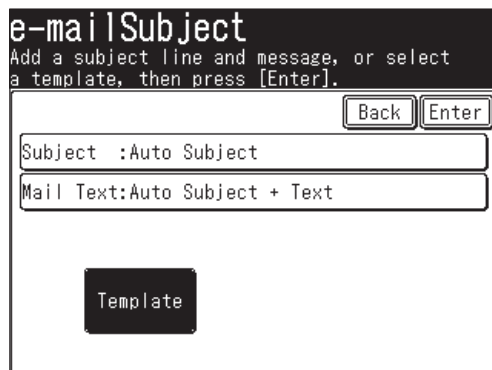 e-mailSubject
Add a subject line and message, or select
a template, then press [Enter].
Back Enter
Subject :Auto Subject
Mail Text:Auto Subject + Text
Template